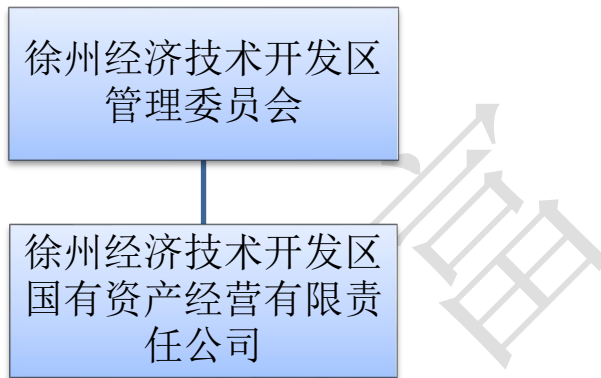 徐州经济技术开发区
管理委员会
徐州经济技术开发区
国有资产经营有限责
任公司